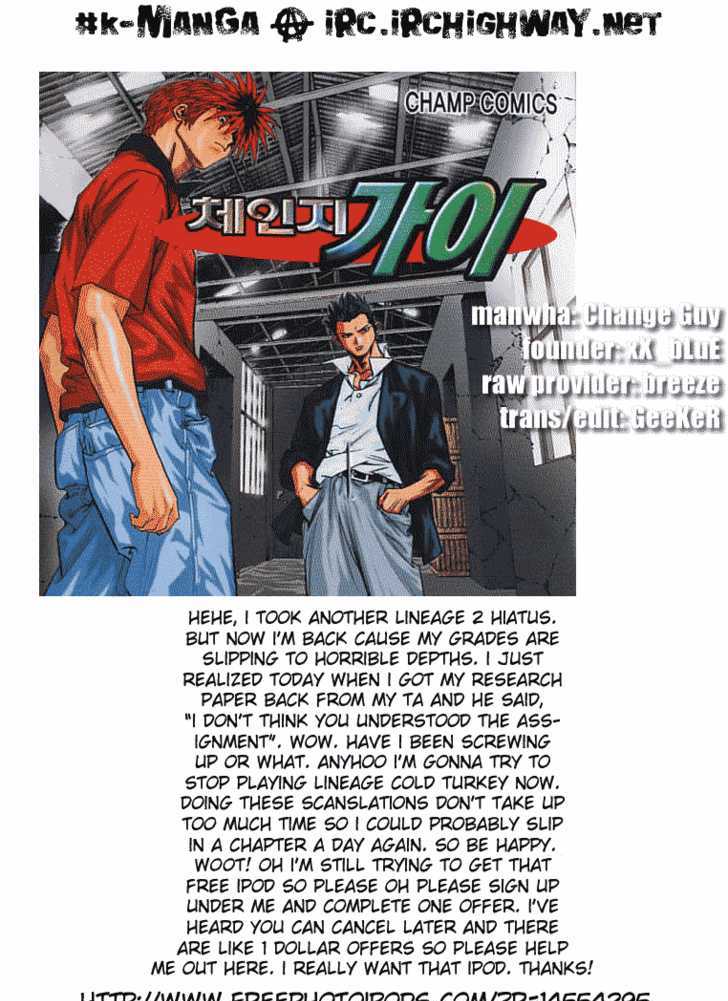 #k-MANGA Ⓐ iRC.iRCHiGHWAY.NET
CHAMP COMICS
체인지 가이
manwha: Change Guy
founder: xX_bLuE
raw provider: breeze
trans/edit: GeeKeR
HEHE, I TOOK ANOTHER LINEAGE 2 HIATUS.
BUT NOW I'M BACK CAUSE MY GRADES ARE
SLIPPING TO HORRIBLE DEPTHS. I JUST
REALIZED TODAY WHEN I GOT MY RESEARCH
PAPER BACK FROM MY TA AND HE SAID,
"I DON'T THINK YOU UNDERSTOOD THE ASS-
IGNMENT". WOW. HAVE I BEEN SCREWING
UP OR WHAT. ANYHOO I'M GONNA TRY TO
STOP PLAYING LINEAGE COLD TURKEY NOW.
DOING THESE SCANSLATIONS DON'T TAKE UP
TOO MUCH TIME SO I COULD PROBABLY SLIP
IN A CHAPTER A DAY AGAIN. SO BE HAPPY.
WOOT! OH I'M STILL TRYING TO GET THAT
FREE IPOD SO PLEASE OH PLEASE SIGN UP
UNDER ME AND COMPLETE ONE OFFER. I'VE
HEARD YOU CAN CANCEL LATER AND THERE
ARE LIKE 1 DOLLAR OFFERS SO PLEASE HELP
ME OUT HERE. I REALLY WANT THAT IPOD. THANKS!